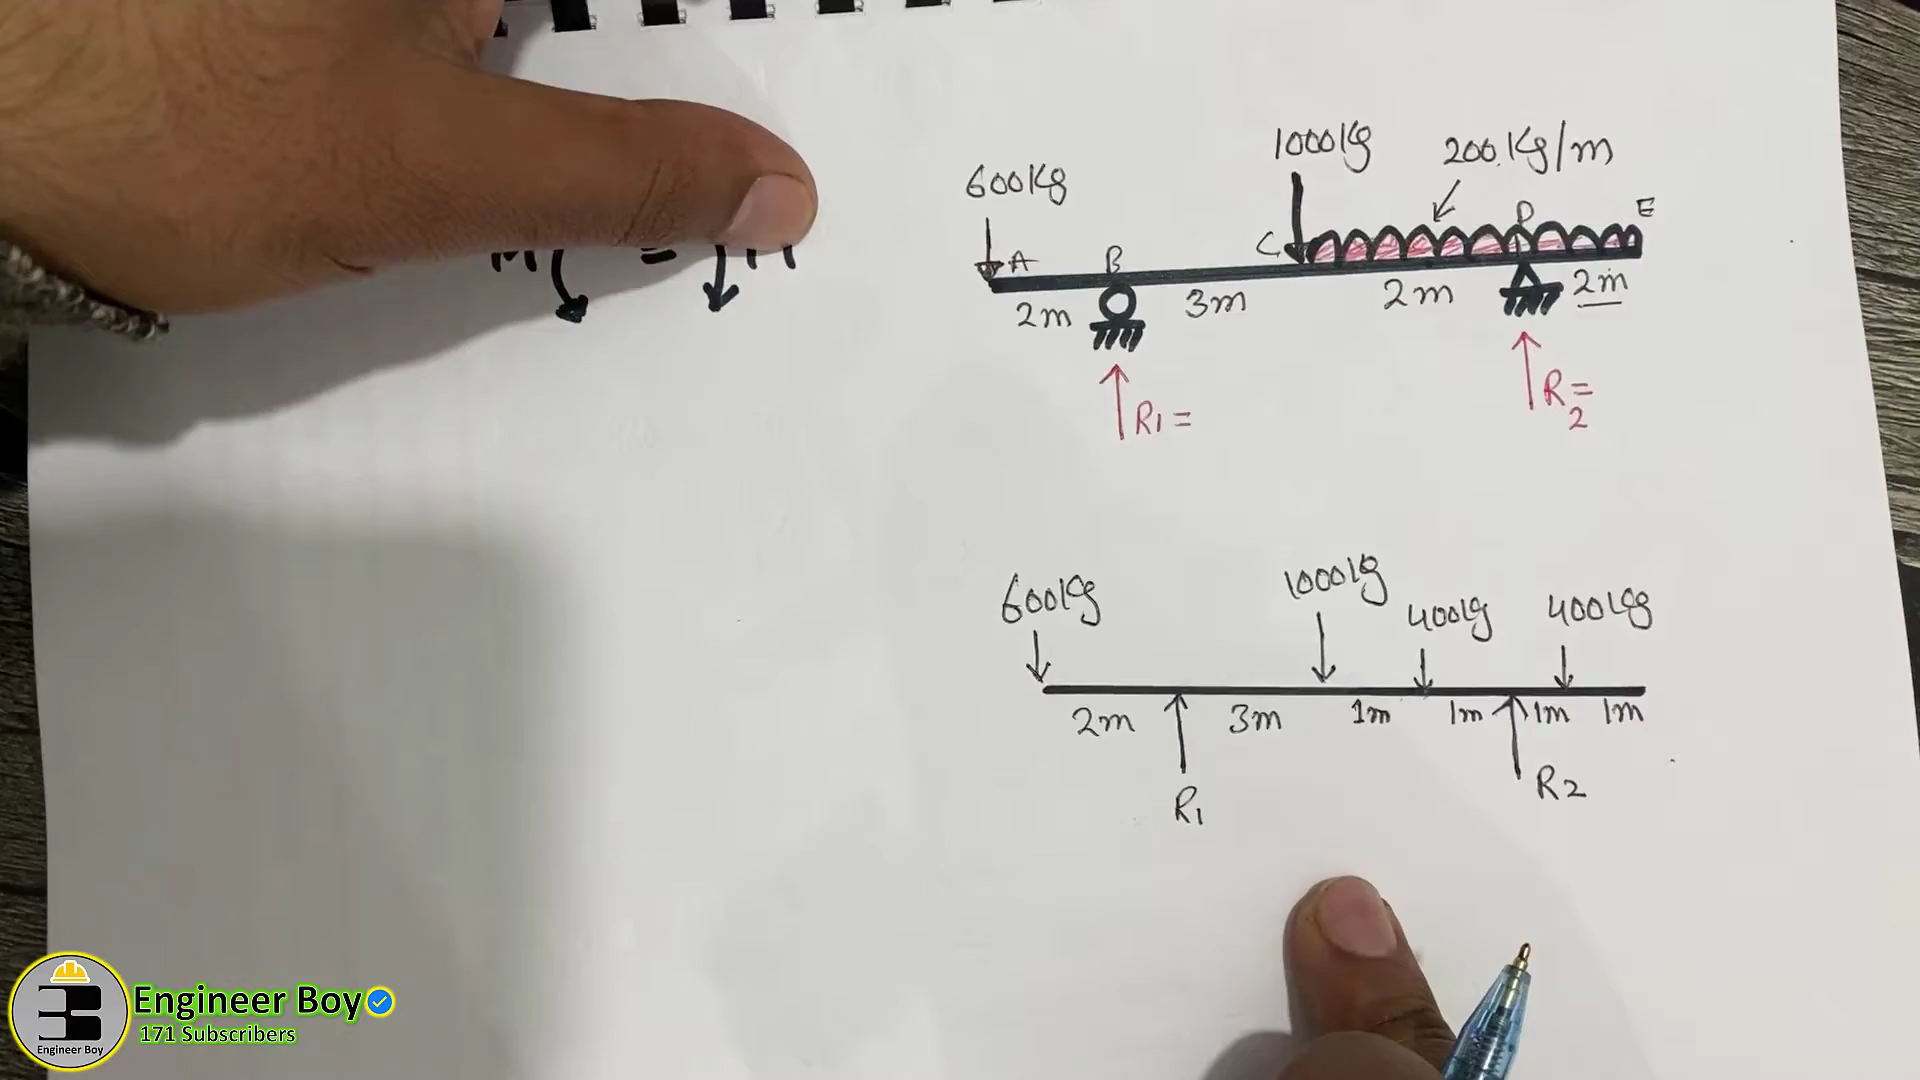 1000Kg
200.Kg/m
600Kg
A
B
C
D
E
2m
3m
2m
2m
R1 =
R2 =
M = M
600Kg
1000Kg
400Kg
400Kg
2m
3m
1m
1m
1m
1m
R1
R2
Engineer Boy
171 Subscribers
Engineer Boy